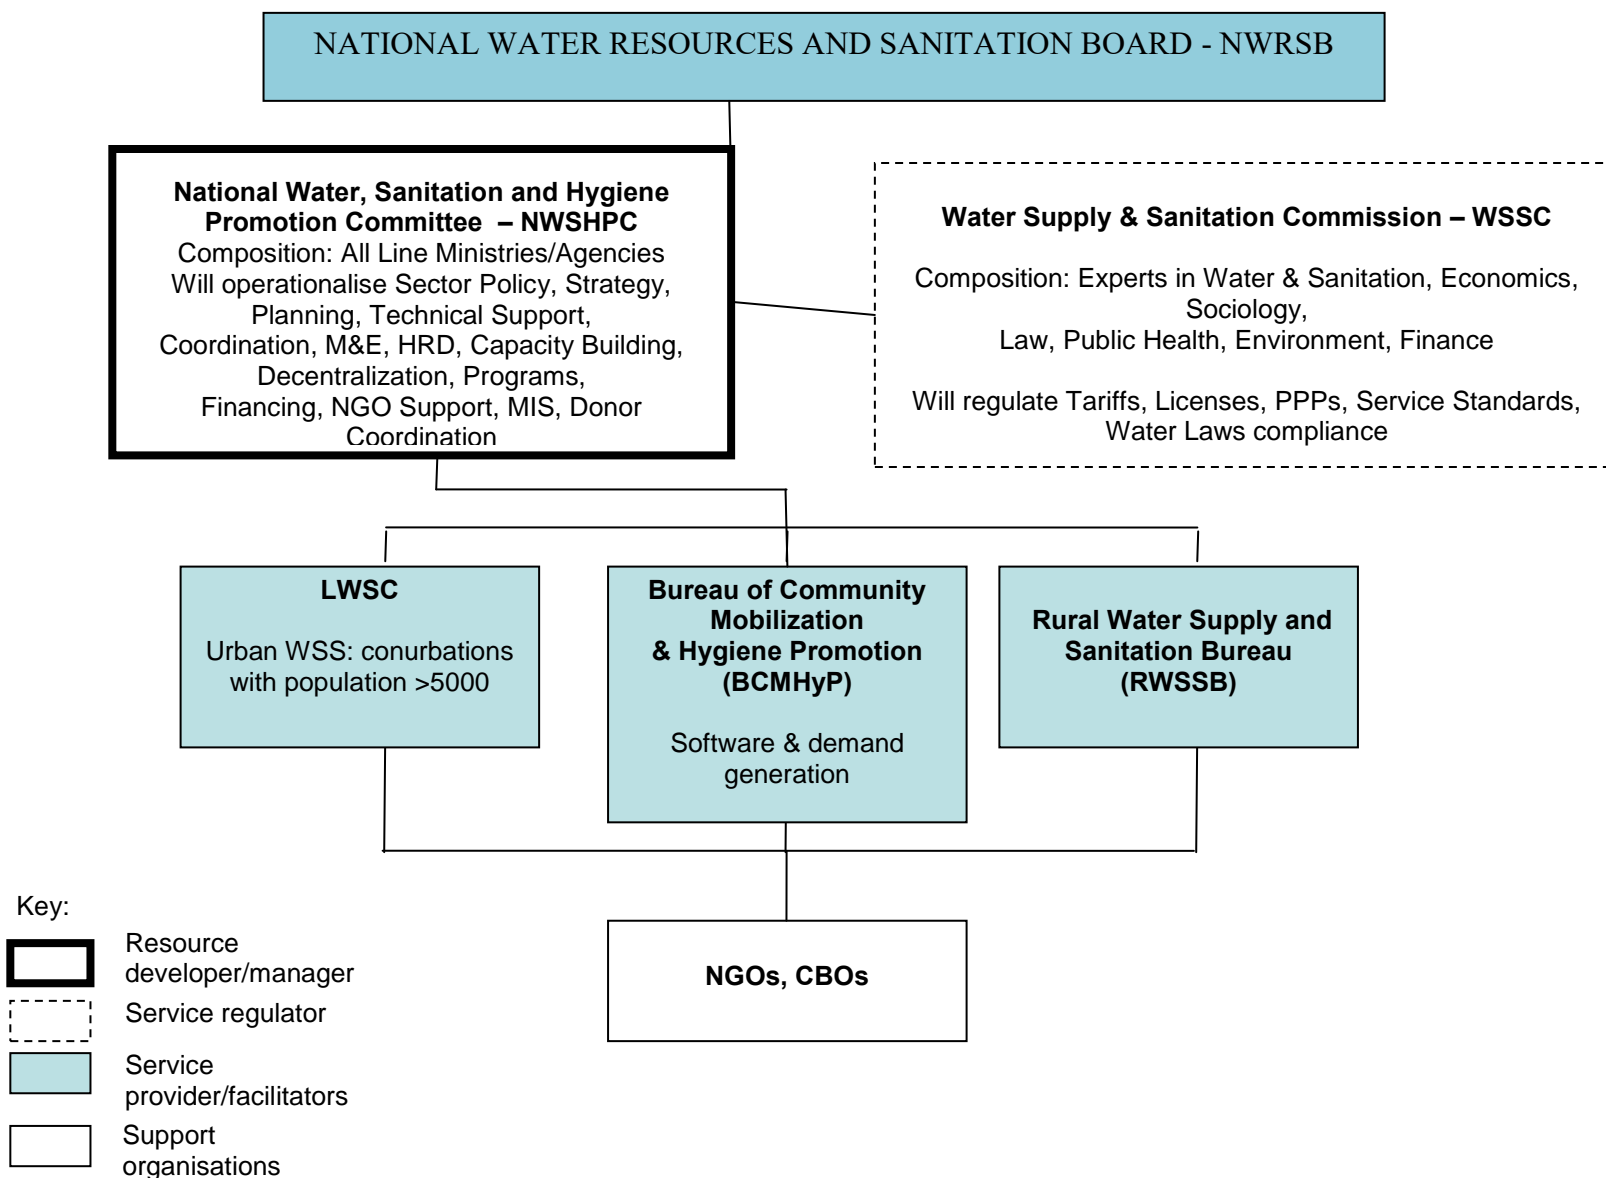 NATIONAL WATER RESOURCES AND SANITATION BOARD - NWRSB
National Water, Sanitation and Hygiene
Promotion Committee – NWSHPC
Composition: All Line Ministries/Agencies
Will operationalise Sector Policy, Strategy,
Planning, Technical Support,
Coordination, M&E, HRD, Capacity Building,
Decentralization, Programs,
Financing, NGO Support, MIS, Donor
Coordination
Water Supply & Sanitation Commission – WSSC
Composition: Experts in Water & Sanitation, Economics,
Sociology,
Law, Public Health, Environment, Finance
Will regulate Tariffs, Licenses, PPPs, Service Standards,
Water Laws compliance
LWSC
Urban WSS: conurbations
with population >5000
Bureau of Community
Mobilization
& Hygiene Promotion
(BCMHyP)
Software & demand
generation
Rural Water Supply and
Sanitation Bureau
(RWSSB)
NGOs, CBOs
Key:
Resource
developer/manager
Service regulator
Service
provider/facilitators
Support
organisations